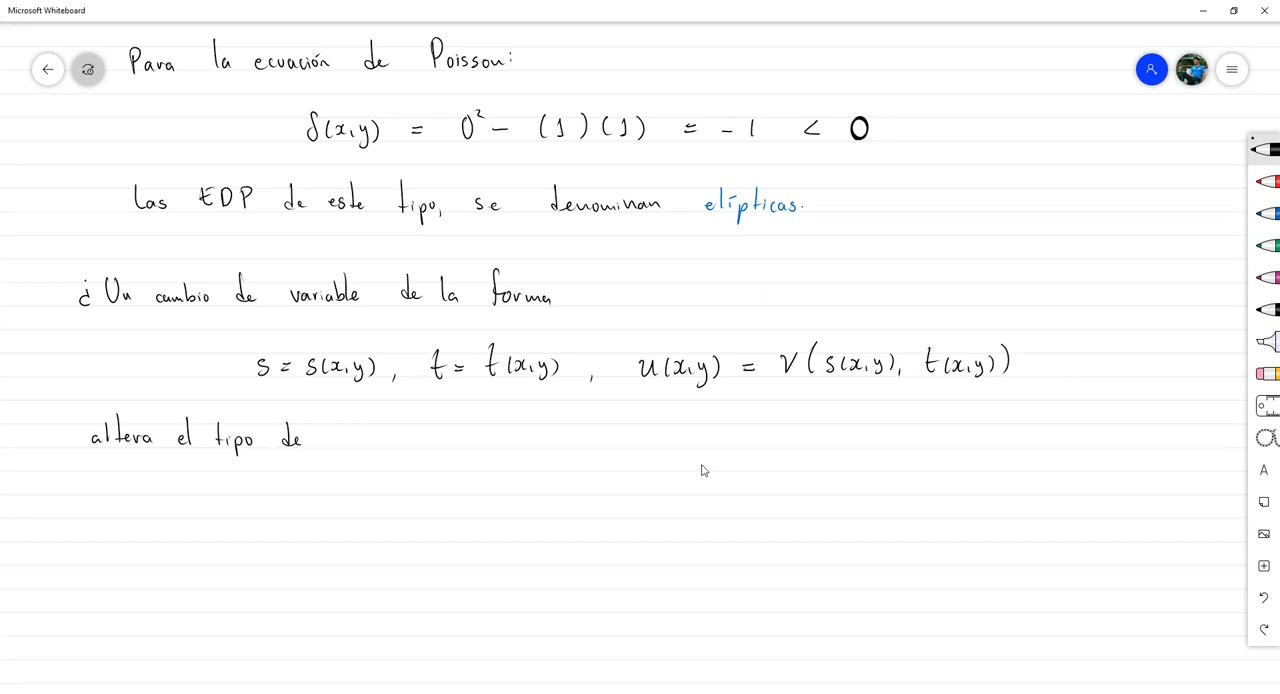 Microsoft Whiteboard
Para la ecuación de Poisson:
δ(x,y) = 0² - (1)(1) = -1 < 0
Las EDP de este tipo, se denominan elípticas.
¿Un cambio de variable de la forma
s = s(x,y), t = t(x,y), u(x,y) = v(s(x,y), t(x,y))
altera el tipo de
A